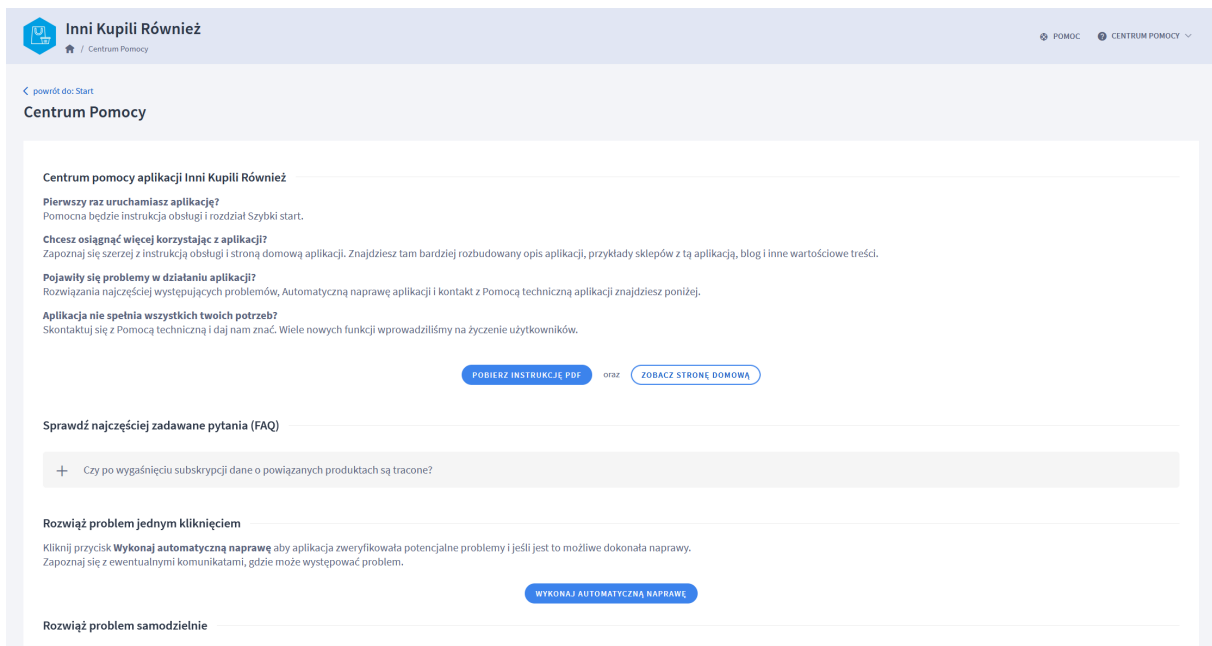 Inni Kupili Również
/ Centrum Pomocy
POMOC
CENTRUM POMOCY
powrót do: Start
Centrum Pomocy
Centrum pomocy aplikacji Inni Kupili Również
Pierwszy raz uruchamiasz aplikację?
Pomocna będzie instrukcja obsługi i rozdział Szybki start.
Chcesz osiągnąć więcej korzystając z aplikacji?
Zapoznaj się szerzej z instrukcją obsługi i stroną domową aplikacji. Znajdziesz tam bardziej rozbudowany opis aplikacji, przykłady sklepów z tą aplikacją, blog i inne wartościowe treści.
Pojawiły się problemy w działaniu aplikacji?
Rozwiązania najczęściej występujących problemów, Automatyczną naprawę aplikacji i kontakt z Pomocą techniczną aplikacji znajdziesz poniżej.
Aplikacja nie spełnia wszystkich twoich potrzeb?
Skontaktuj się z Pomocą techniczną i daj nam znać. Wiele nowych funkcji wprowadziliśmy na życzenie użytkowników.
POBIERZ INSTRUKCJĘ PDF oraz ZOBACZ STRONĘ DOMOWĄ
Sprawdź najczęściej zadawane pytania (FAQ)
Czy po wygaśnięciu subskrypcji dane o powiązanych produktach są tracone?
Rozwiąż problem jednym kliknięciem
Kliknij przycisk Wykonaj automatyczną naprawę aby aplikacja zweryfikowała potencjalne problemy i jeśli jest to możliwe dokonała naprawy.
Zapoznaj się z ewentualnymi komunikatami, gdzie może występować problem.
WYKONAJ AUTOMATYCZNĄ NAPRAWĘ
Rozwiąż problem samodzielnie